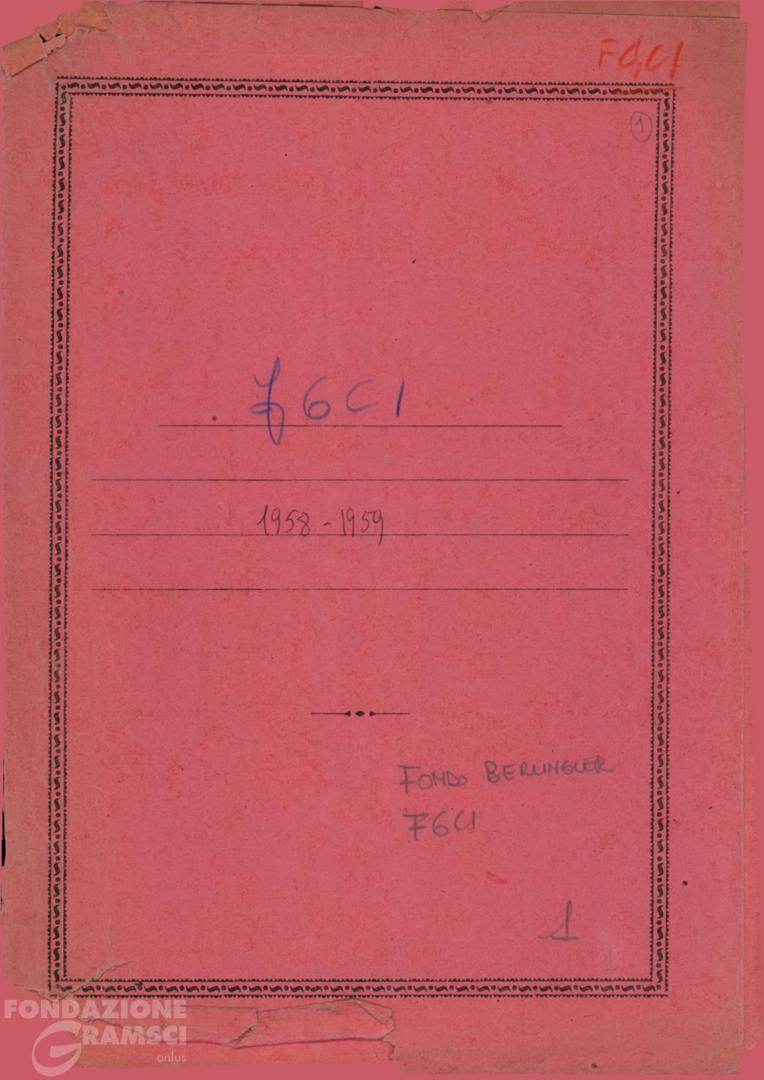 FGCI
1
FGCI
1958-1959
FONDO BERLINGUER
FGCI
1
FONDAZIONE
GRAMSCI
onlus